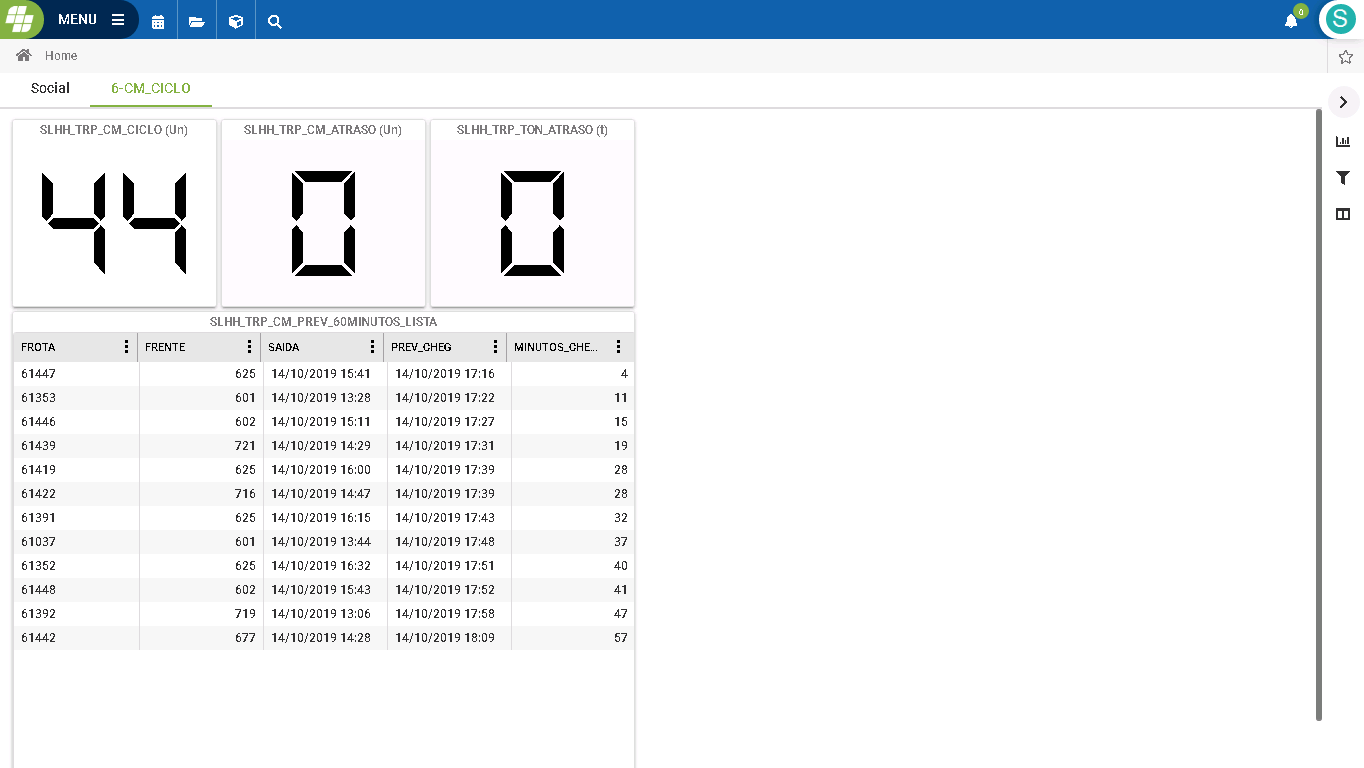 MENU
0
S
Home
Social 6-CM_CICLO
SLHH_TRP_CM_CICLO (Un) SLHH_TRP_CM_ATRASO (Un) SLHH_TRP_TON_ATRASO (t)
44 0 0
SLHH_TRP_CM_PREV_60MINUTOS_LISTA
FROTA FRENTE SAIDA PREV_CHEG MINUTOS_CHE...
61447 625 14/10/2019 15:41 14/10/2019 17:16 4
61353 601 14/10/2019 13:28 14/10/2019 17:22 11
61446 602 14/10/2019 15:11 14/10/2019 17:27 15
61439 721 14/10/2019 14:29 14/10/2019 17:31 19
61419 625 14/10/2019 16:00 14/10/2019 17:39 28
61422 716 14/10/2019 14:47 14/10/2019 17:39 28
61391 625 14/10/2019 16:15 14/10/2019 17:43 32
61037 601 14/10/2019 13:44 14/10/2019 17:48 37
61352 625 14/10/2019 16:32 14/10/2019 17:51 40
61448 602 14/10/2019 15:43 14/10/2019 17:52 41
61392 719 14/10/2019 13:06 14/10/2019 17:58 47
61442 677 14/10/2019 14:28 14/10/2019 18:09 57